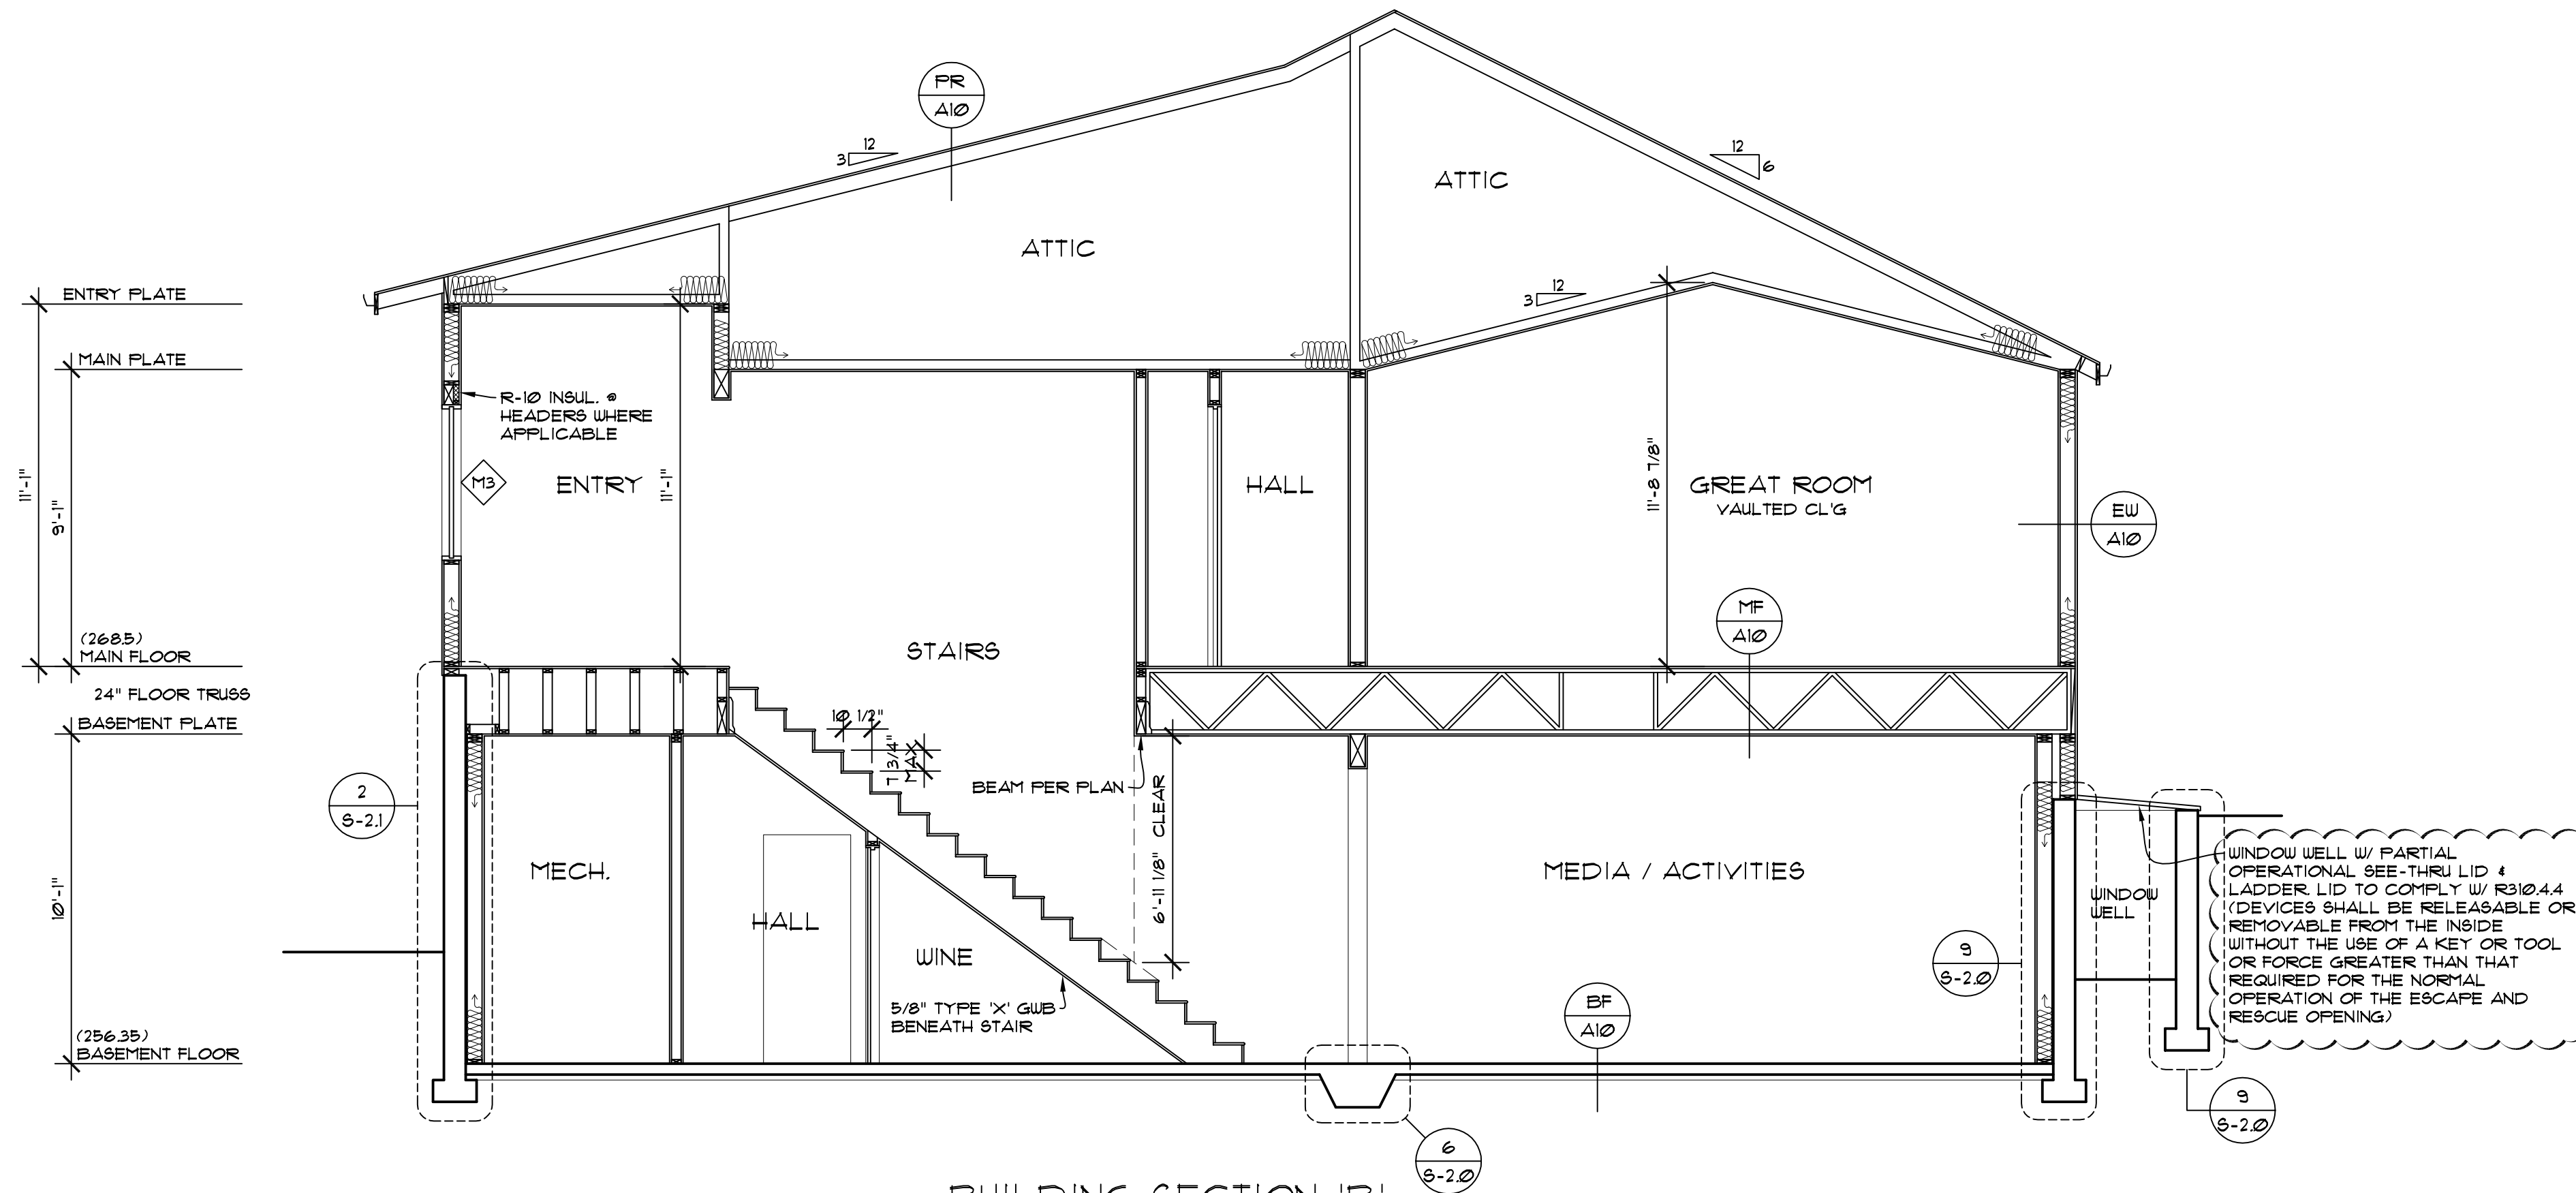 PR
A10
12
3
12
6
ATTIC
ATTIC
ENTRY PLATE
12
3
MAIN PLATE
R-10 INSUL. @
HEADERS WHERE
APPLICABLE
11'-1"
9'-1"
M3
ENTRY
11'-1"
HALL
11'-8 7/8"
GREAT ROOM
VAULTED CL'G
EW
A10
MF
A10
(268.5)
MAIN FLOOR
STAIRS
24" FLOOR TRUSS
BASEMENT PLATE
10 1/2"
7 3/4"
MAX
BEAM PER PLAN
6'-11 1/8" CLEAR
2
S-2.1
10'-1"
MECH.
HALL
WINE
MEDIA / ACTIVITIES
WINDOW
WELL
WINDOW WELL W/ PARTIAL
OPERATIONAL SEE-THRU LID &
LADDER. LID TO COMPLY W/ R310.4.4
(DEVICES SHALL BE RELEASABLE OR
REMOVABLE FROM THE INSIDE
WITHOUT THE USE OF A KEY OR TOOL
OR FORCE GREATER THAN THAT
REQUIRED FOR THE NORMAL
OPERATION OF THE ESCAPE AND
RESCUE OPENING)
9
S-2.0
5/8" TYPE 'X' GWB
BENEATH STAIR
BF
A10
(256.35)
BASEMENT FLOOR
9
S-2.0
6
S-2.0
BUILDING SECTION 'B'